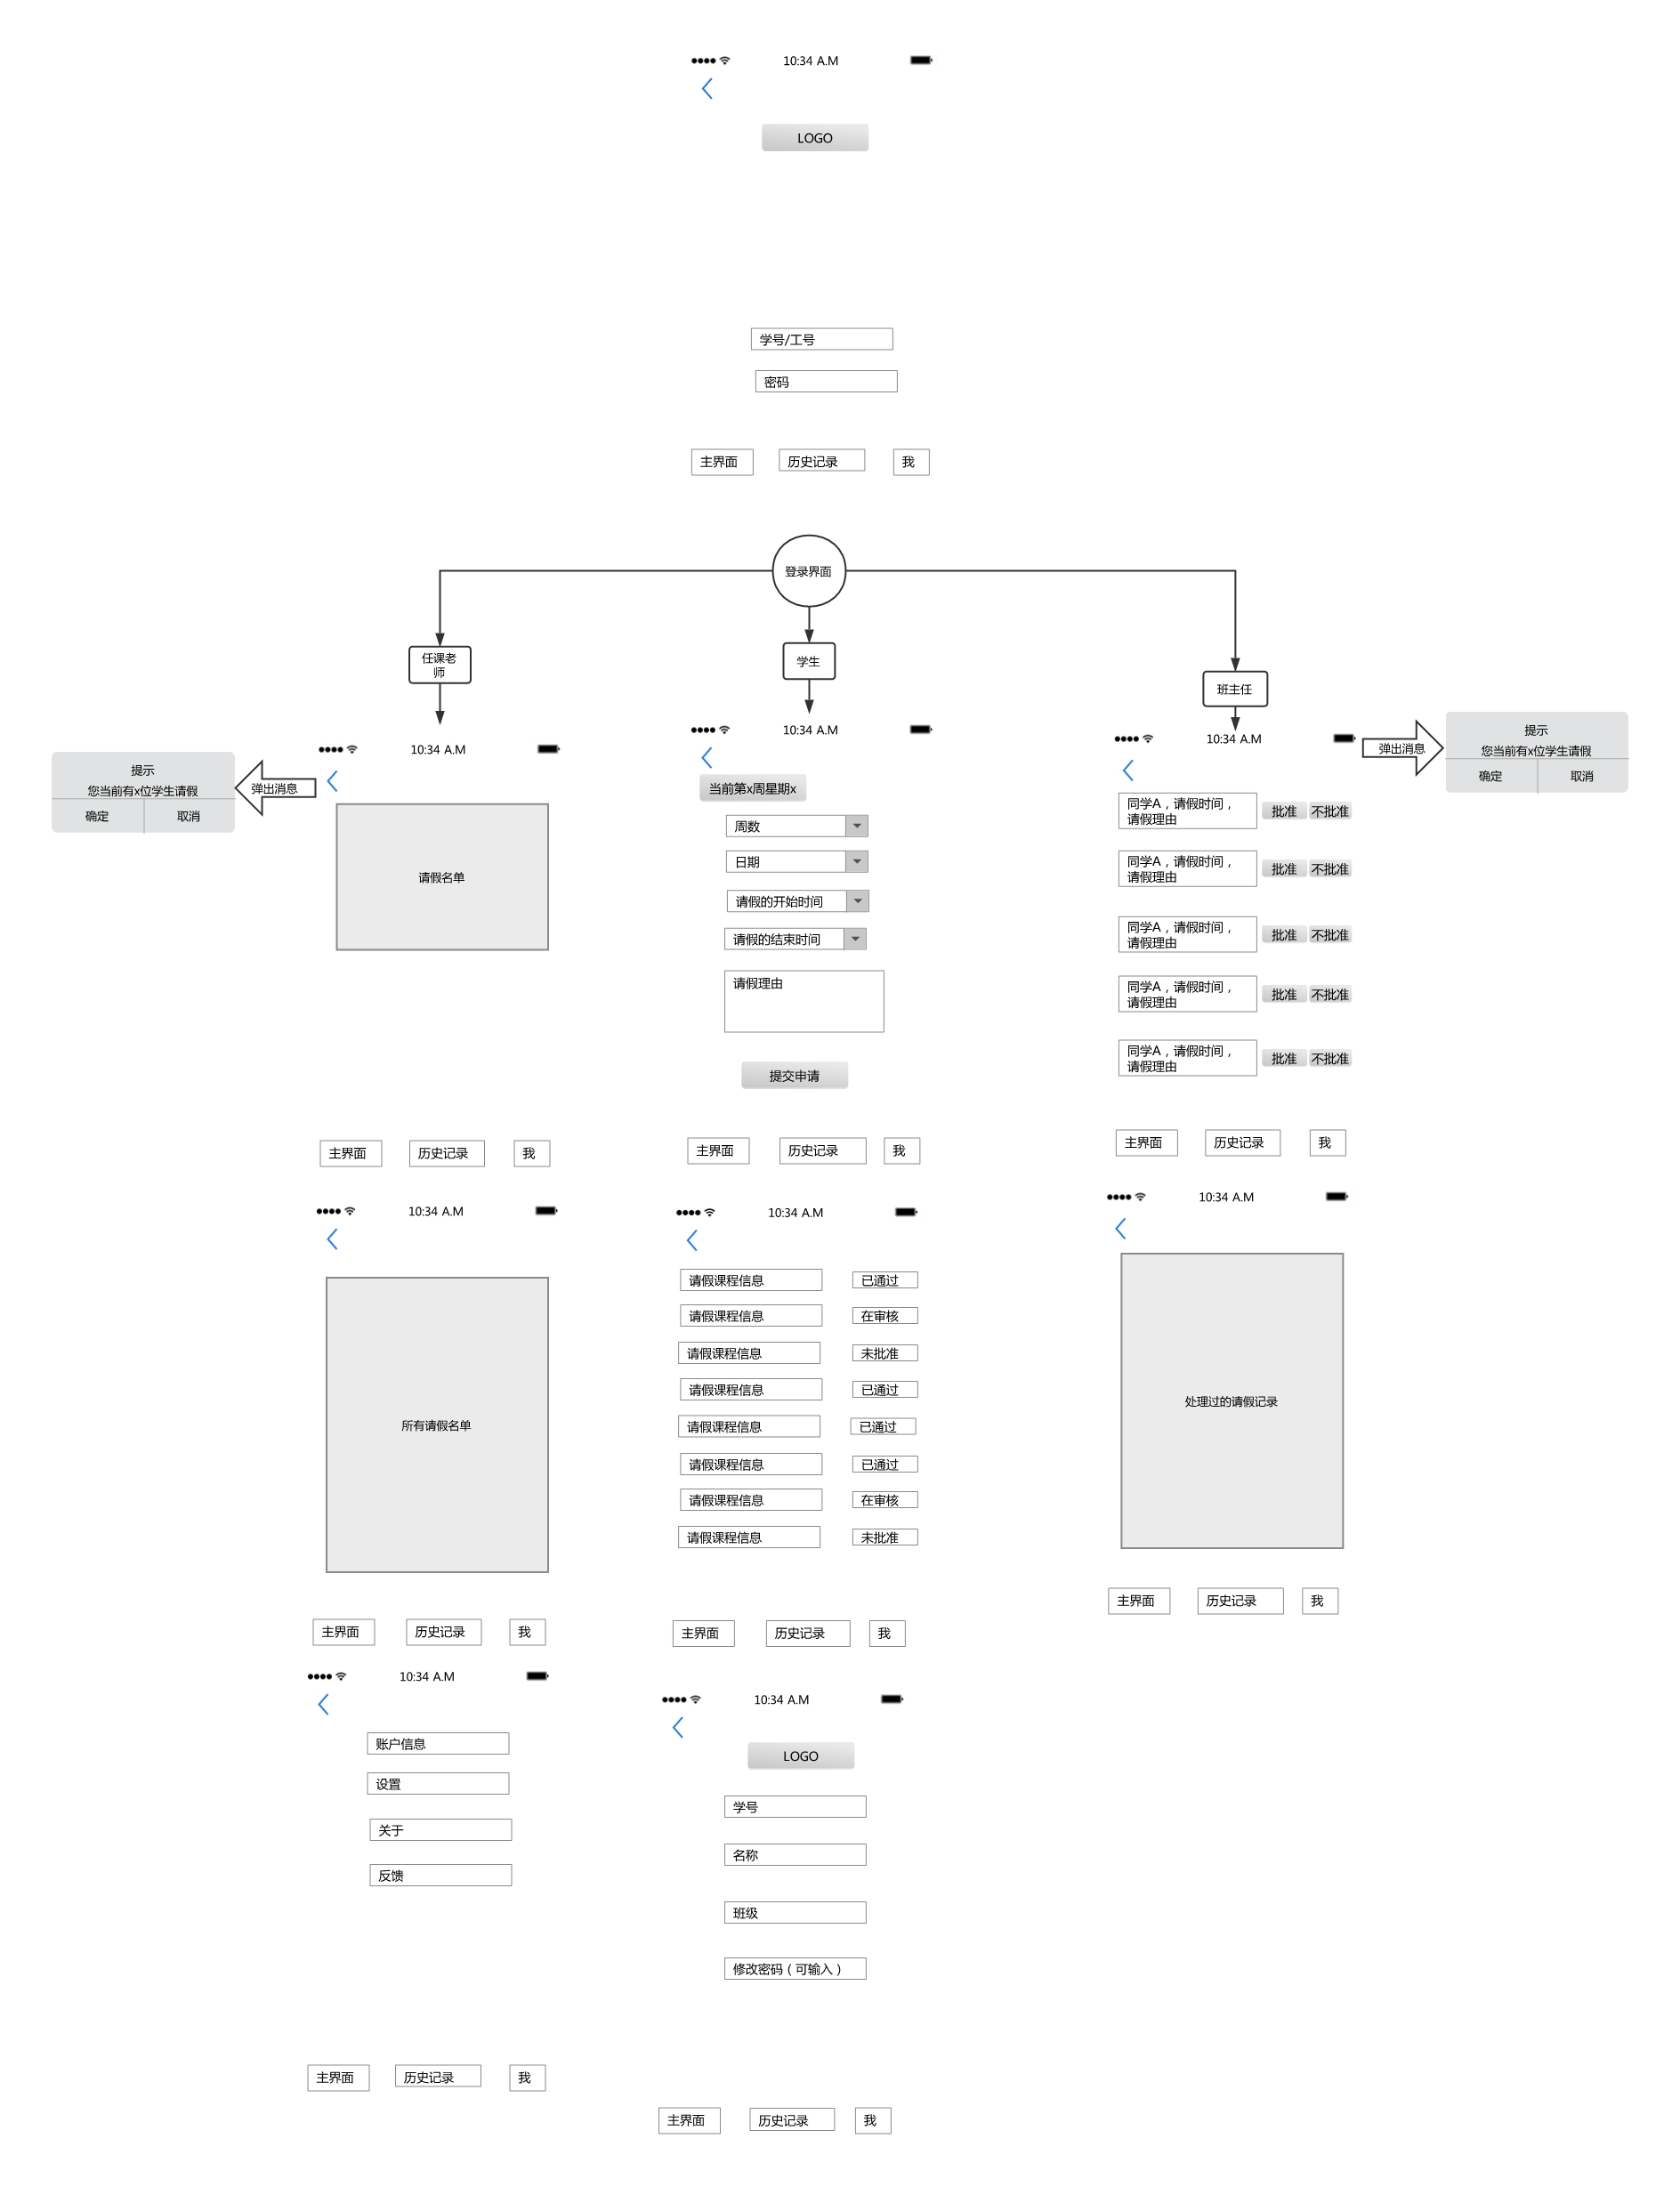 10:34 A.M
LOGO
学号/工号
密码
主界面
历史记录
我
登录界面
任课老
师
学生
班主任
提示
您当前有x位学生请假
确定
取消
弹出消息
10:34 A.M
请假名单
主界面
历史记录
我
10:34 A.M
当前第x周星期x
周数
日期
请假的开始时间
请假的结束时间
请假理由
提交申请
主界面
历史记录
我
10:34 A.M
弹出消息
提示
您当前有x位学生请假
确定
取消
同学A，请假时间，
请假理由
批准
不批准
同学A，请假时间，
请假理由
批准
不批准
同学A，请假时间，
请假理由
批准
不批准
同学A，请假时间，
请假理由
批准
不批准
同学A，请假时间，
请假理由
批准
不批准
主界面
历史记录
我
10:34 A.M
所有请假名单
主界面
历史记录
我
10:34 A.M
请假课程信息
已通过
请假课程信息
在审核
请假课程信息
未批准
请假课程信息
已通过
请假课程信息
已通过
请假课程信息
已通过
请假课程信息
在审核
请假课程信息
未批准
主界面
历史记录
我
10:34 A.M
处理过的请假记录
主界面
历史记录
我
10:34 A.M
账户信息
设置
关于
反馈
主界面
历史记录
我
10:34 A.M
LOGO
学号
名称
班级
修改密码（可输入）
主界面
历史记录
我